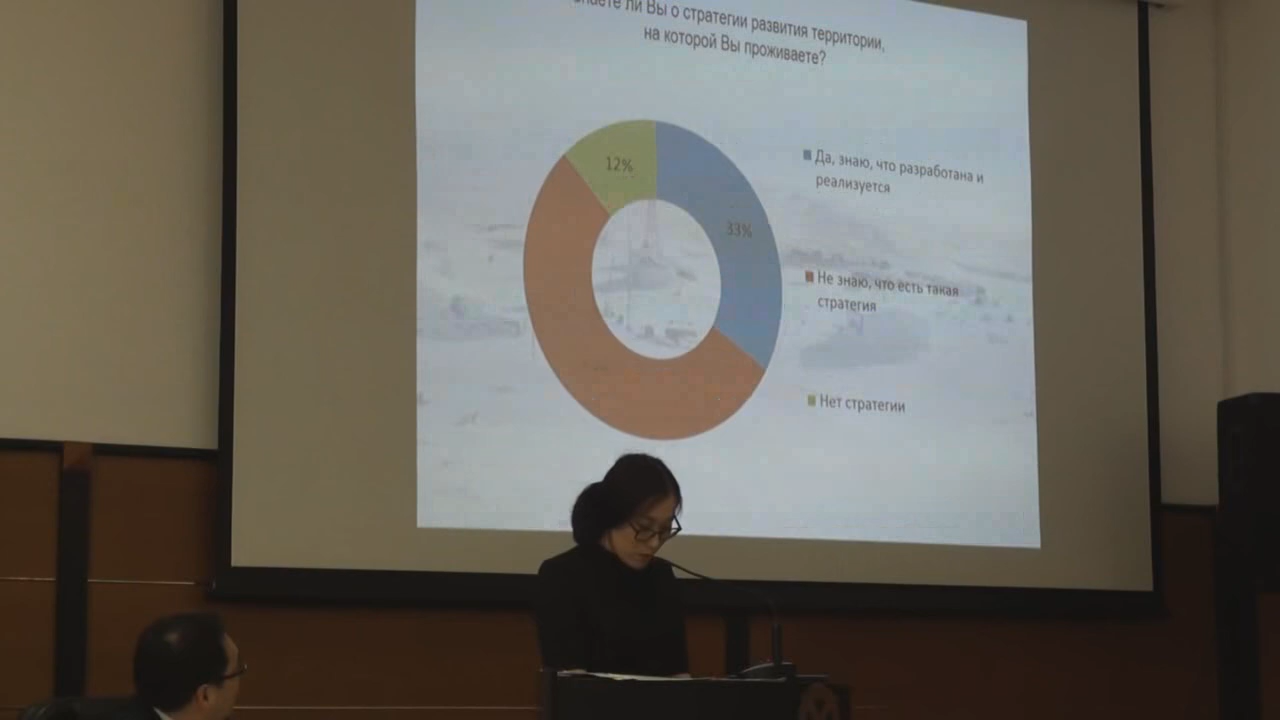 ли Вы о стратегии развития территории,
на которой Вы проживаете?
12%
33%
Да, знаю, что разработана и
реализуется
Не знаю, что есть такая
стратегия
Нет стратегии